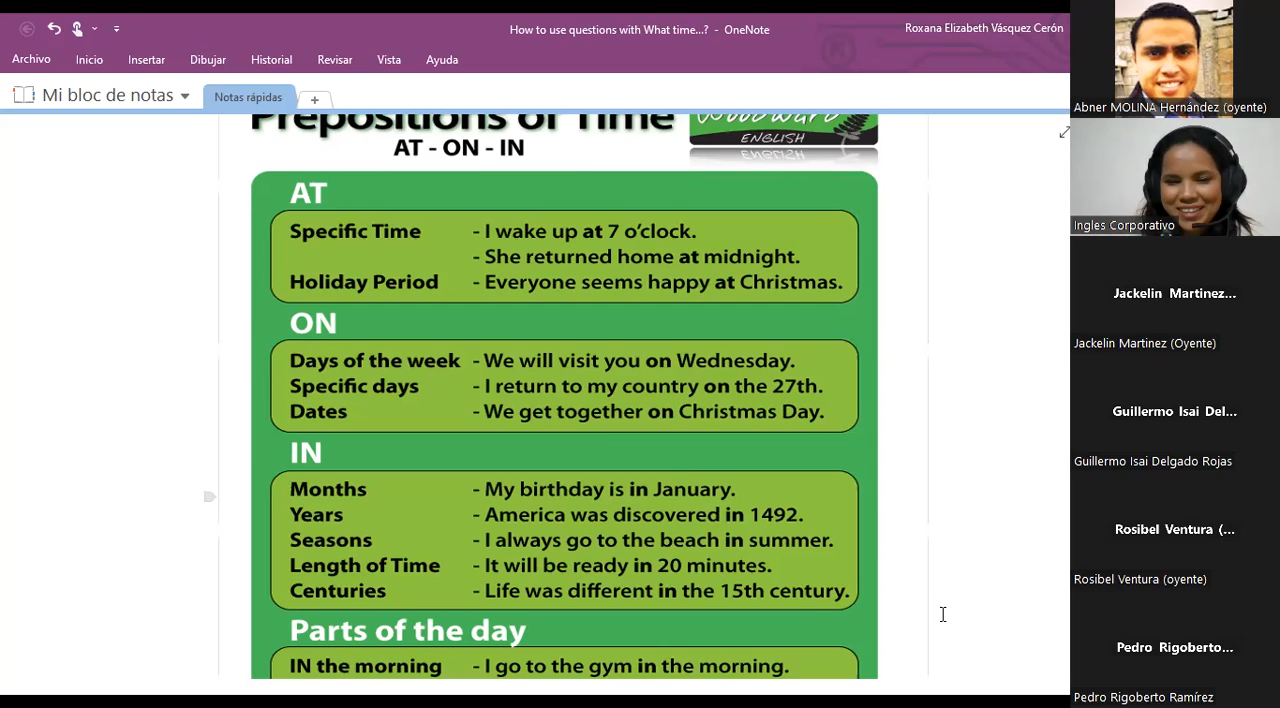 How to use questions with What time...? - OneNote
Roxana Elizabeth Vásquez Cerón
Archivo
Inicio
Insertar
Dibujar
Historial
Revisar
Vista
Ayuda
Mi bloc de notas
Notas rápidas
Prepositions of Time
AT - ON - IN
ENGLISH
AT
Specific Time - I wake up at 7 o'clock.
- She returned home at midnight.
Holiday Period - Everyone seems happy at Christmas.
ON
Days of the week - We will visit you on Wednesday.
Specific days - I return to my country on the 27th.
Dates - We get together on Christmas Day.
IN
Months - My birthday is in January.
Years - America was discovered in 1492.
Seasons - I always go to the beach in summer.
Length of Time - It will be ready in 20 minutes.
Centuries - Life was different in the 15th century.
Parts of the day
IN the morning - I go to the gym in the morning.
Abner MOLINA Hernández (oyente)
Ingles Corporativo
Jackelin Martinez...
Jackelin Martinez (Oyente)
Guillermo Isai Del...
Guillermo Isai Delgado Rojas
Rosibel Ventura (...
Rosibel Ventura (oyente)
Pedro Rigoberto...
Pedro Rigoberto Ramírez